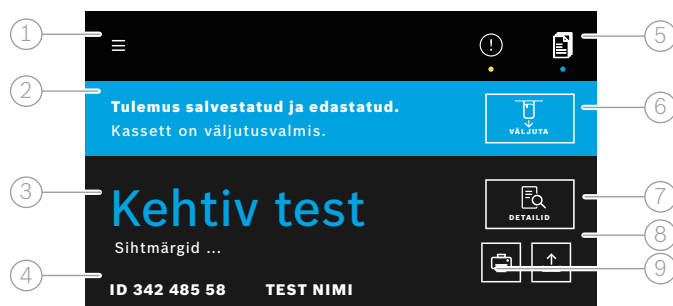 1
5
2
Tulemus salvestatud ja edastatud.
Kassett on väljutusvalmis.
VÄLJUTA
6
3
Kehtiv test
DETAILID
7
Sihtmärgid ...
8
9
4
ID 342 485 58 TEST NIMI